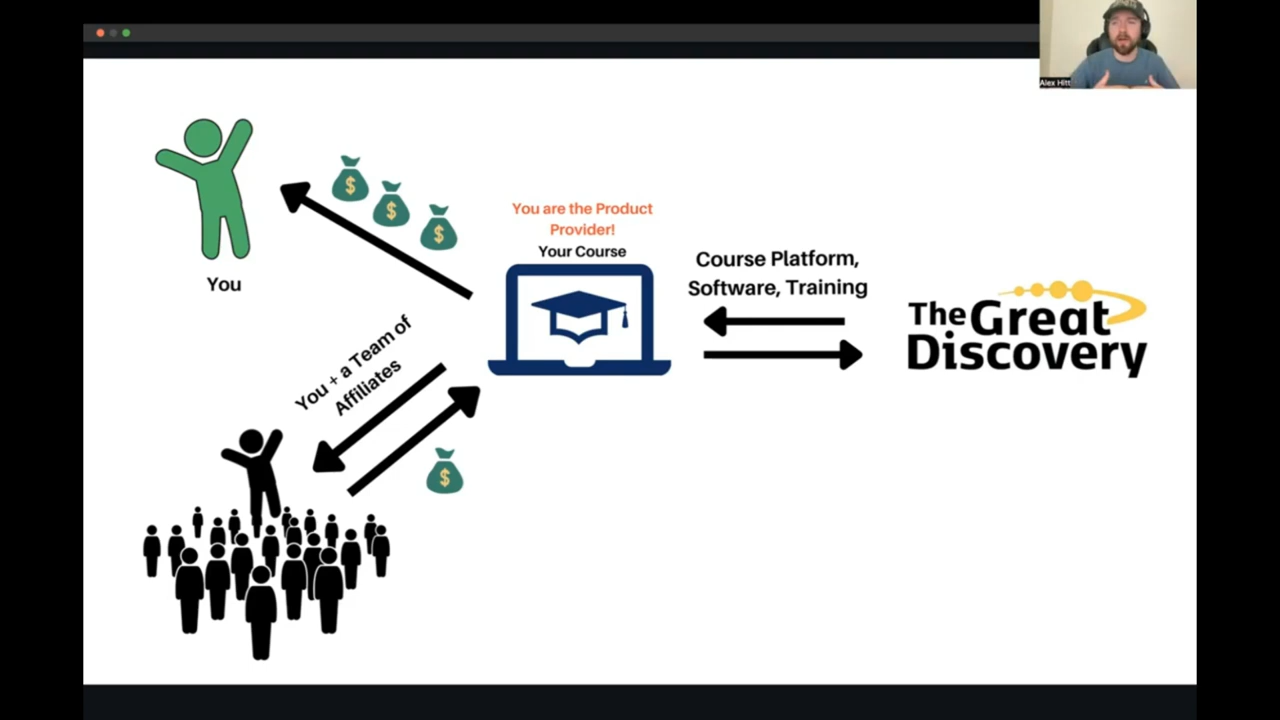 Alex Hitt
You are the Product
Provider!
Your Course
You
Course Platform,
Software, Training
The Great
Discovery
You + a Team of
Affiliates
$
$
$
$